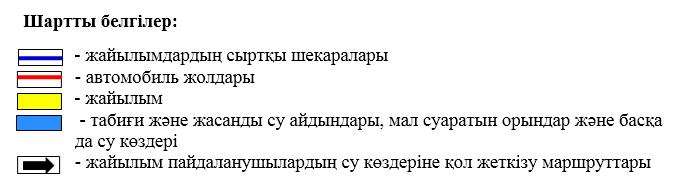 Шартты белгілер:
- жайылымдардың сыртқы шекаралары
- автомобиль жолдары
- жайылым
- табиғи және жасанды су айдындары, мал суаратын орындар және басқа
да су көздері
- жайылым пайдаланушылардың су көздеріне қол жеткізу маршруттары